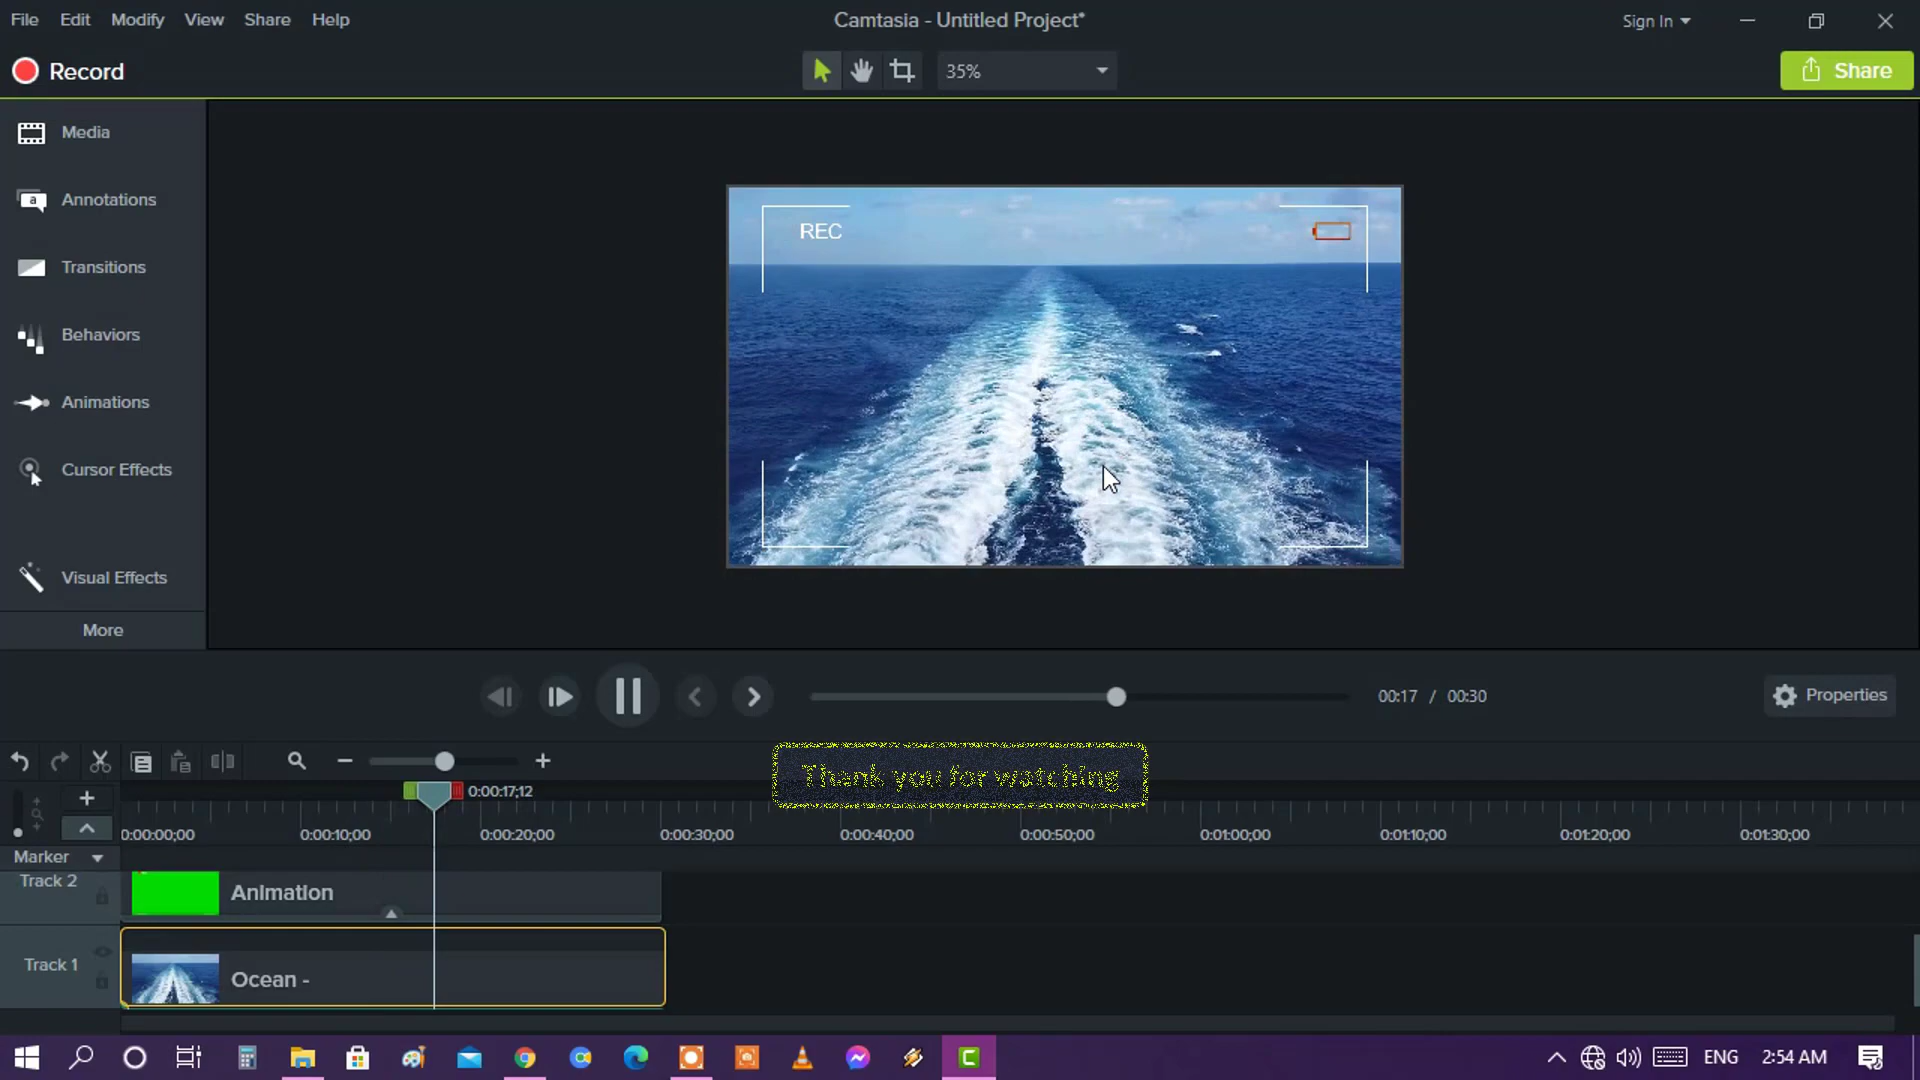 File Edit Modify View Share Help
Camtasia - Untitled Project*
Sign In
Record
35%
Share
Media
Annotations
Transitions
Behaviors
Animations
Cursor Effects
Visual Effects
More
REC
00:17 / 00:30
Properties
Thank you for watching
0:00:17;12
0:00:00;00 0:00:10;00 0:00:20;00 0:00:30;00 0:00:40;00 0:00:50;00 0:01:00;00 0:01:10;00 0:01:20;00 0:01:30;00
Marker
Track 2
Animation
Track 1
Ocean -
ENG
2:54 AM